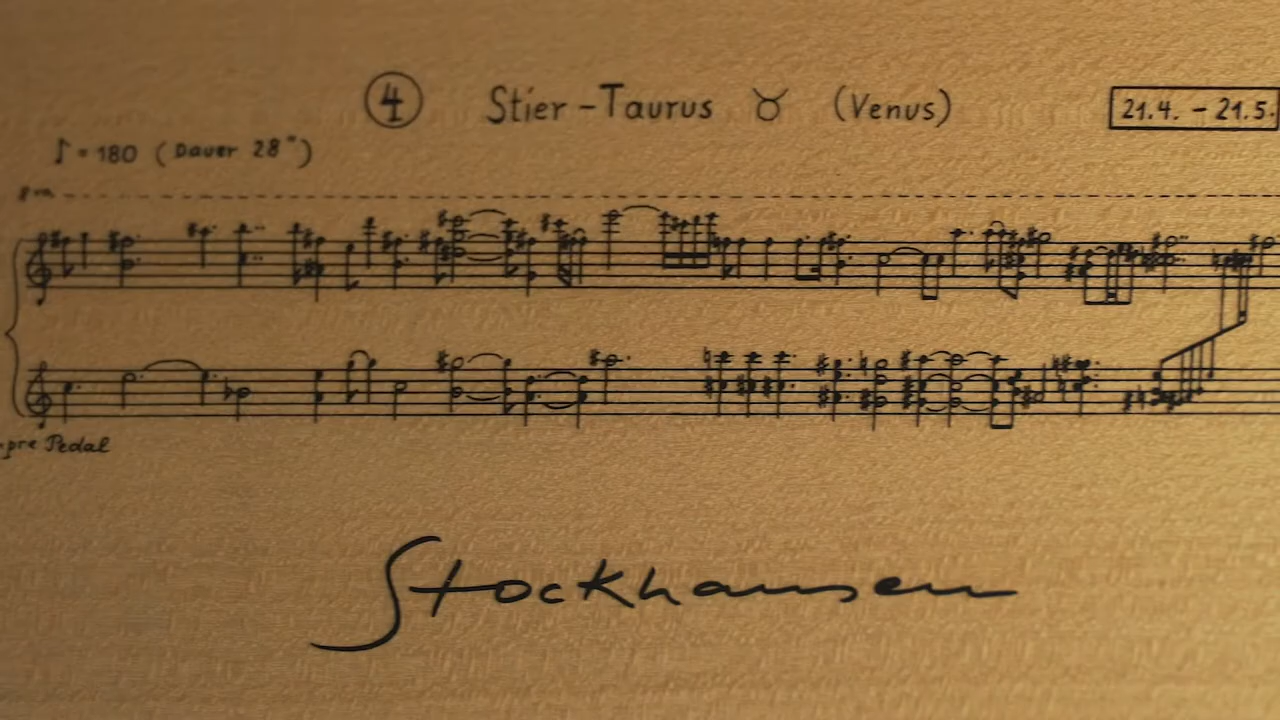 4 Stier - Taurus ♉ (Venus) 21.4. - 21.5.
♪ = 180 (Dauer 28")
8va
pre Pedal
Stockhausen